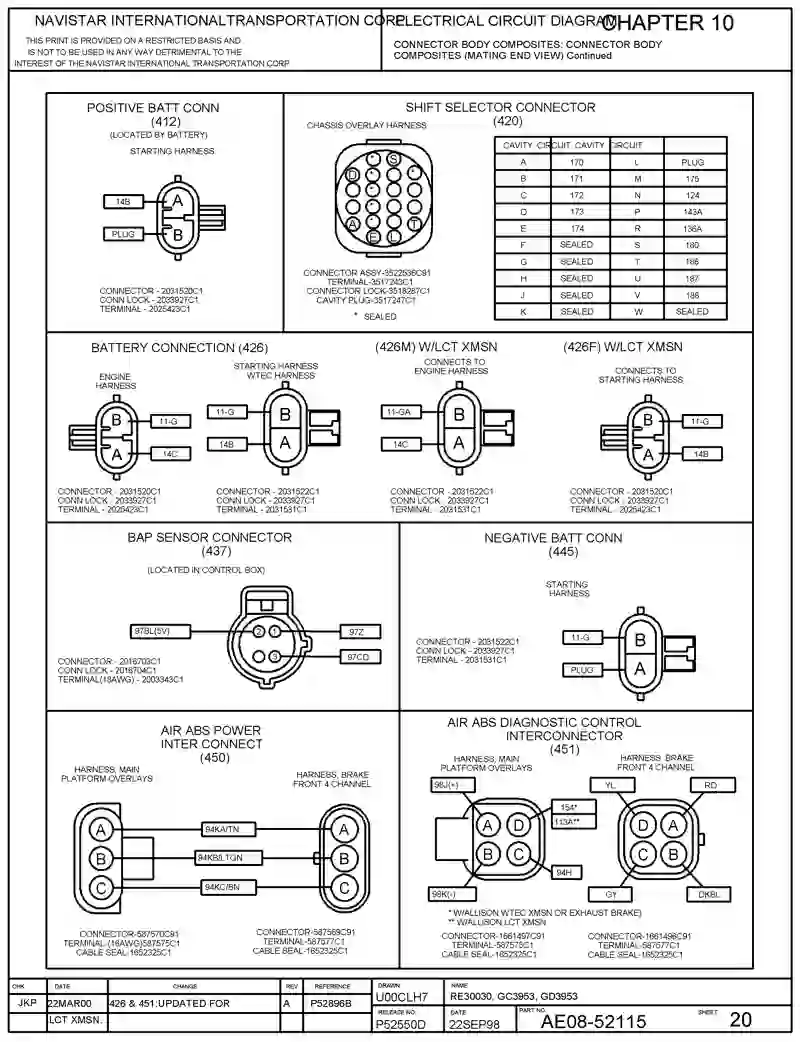 NAVISTAR INTERNATIONALTRANSPORTATION CORP.
THIS PRINT IS PROVIDED ON A RESTRICTED BASIS AND
IS NOT TO BE USED IN ANY WAY DETRIMENTAL TO THE
INTEREST OF THE NAVISTAR INTERNATIONAL TRANSPORTATION CORP
ELECTRICAL CIRCUIT DIAGRAM
CHAPTER 10
CONNECTOR BODY COMPOSITES: CONNECTOR BODY
COMPOSITES (MATING END VIEW) Continued
POSITIVE BATT CONN
(412)
(LOCATED BY BATTERY)
STARTING HARNESS
14B
A
PLUG
B
CONNECTOR - 2031520C1
CONN LOCK - 2033927C1
TERMINAL - 2025423C1
SHIFT SELECTOR CONNECTOR
(420)
CHASSIS OVERLAY HARNESS
S
D
A T
E L
CONNECTOR ASSY-3522536C91
TERMINAL-3517243C1
CONNECTOR LOCK-3518287C1
CAVITY PLUG-3517247C1
* SEALED
CAVITY CIRCUIT CAVITY CIRCUIT
A 170 L PLUG
B 171 M 175
C 172 N 124
D 173 P 143A
E 174 R 136A
F SEALED S 180
G SEALED T 186
H SEALED U 187
J SEALED V 188
K SEALED W SEALED
BATTERY CONNECTION (426)
ENGINE
HARNESS
B 11-G
A 14C
CONNECTOR - 2031520C1
CONN LOCK - 2033927C1
TERMINAL - 2025423C1
STARTING HARNESS
WTEC HARNESS
11-G B
14B A
CONNECTOR - 2031522C1
CONN LOCK - 2033927C1
TERMINAL - 2031531C1
(426M) W/LCT XMSN
CONNECTS TO
ENGINE HARNESS
11-GA B
14C A
CONNECTOR - 2031522C1
CONN LOCK - 2033927C1
TERMINAL - 2031531C1
(426F) W/LCT XMSN
CONNECTS TO
STARTING HARNESS
B 11-G
A 14B
CONNECTOR - 2031520C1
CONN LOCK - 2033927C1
TERMINAL - 2025423C1
BAP SENSOR CONNECTOR
(437)
(LOCATED IN CONTROL BOX)
97BL(5V) 2 1 97Z
3 97CD
CONNECTOR - 2016703C1
CONN LOCK - 2016704C1
TERMINAL(18AWG) - 2003343C1
NEGATIVE BATT CONN
(445)
STARTING
HARNESS
11-G B
PLUG A
CONNECTOR - 2031522C1
CONN LOCK - 2033927C1
TERMINAL - 2031531C1
AIR ABS POWER
INTER CONNECT
(450)
HARNESS, MAIN
PLATFORM OVERLAYS
HARNESS, BRAKE
FRONT 4 CHANNEL
A 94KA/TN A
B 94KB/LTGN B
C 94KC/BN C
CONNECTOR-587570C91
TERMINAL-(16AWG)587575C1
CABLE SEAL-1652325C1
CONNECTOR-587569C91
TERMINAL-587577C1
CABLE SEAL-1652325C1
AIR ABS DIAGNOSTIC CONTROL
INTERCONNECTOR
(451)
HARNESS, MAIN
PLATFORM OVERLAYS
HARNESS, BRAKE
FRONT 4 CHANNEL
98J(+)
154*
113A**
A D
B C
94H
98K(-)
YL RD
D A
C B
GY DKBL
* W/ALLISON WTEC XMSN OR EXHAUST BRAKE)
** W/ALLISON LCT XMSN
CONNECTOR-1661497C91
TERMINAL-587575C1
CABLE SEAL-1652325C1
CONNECTOR-1661496C91
TERMINAL-587577C1
CABLE SEAL-1652325C1
CHK DATE CHANGE REV REFERENCE
JKP 22MAR00 426 & 451:UPDATED FOR A P52896B
LCT XMSN.
DRAWN
U00CLH7
NAME
RE30030, GC3953, GD3953
RELEASE NO.
P52550D
DATE
22SEP98
PART NO.
AE08-52115
SHEET 20